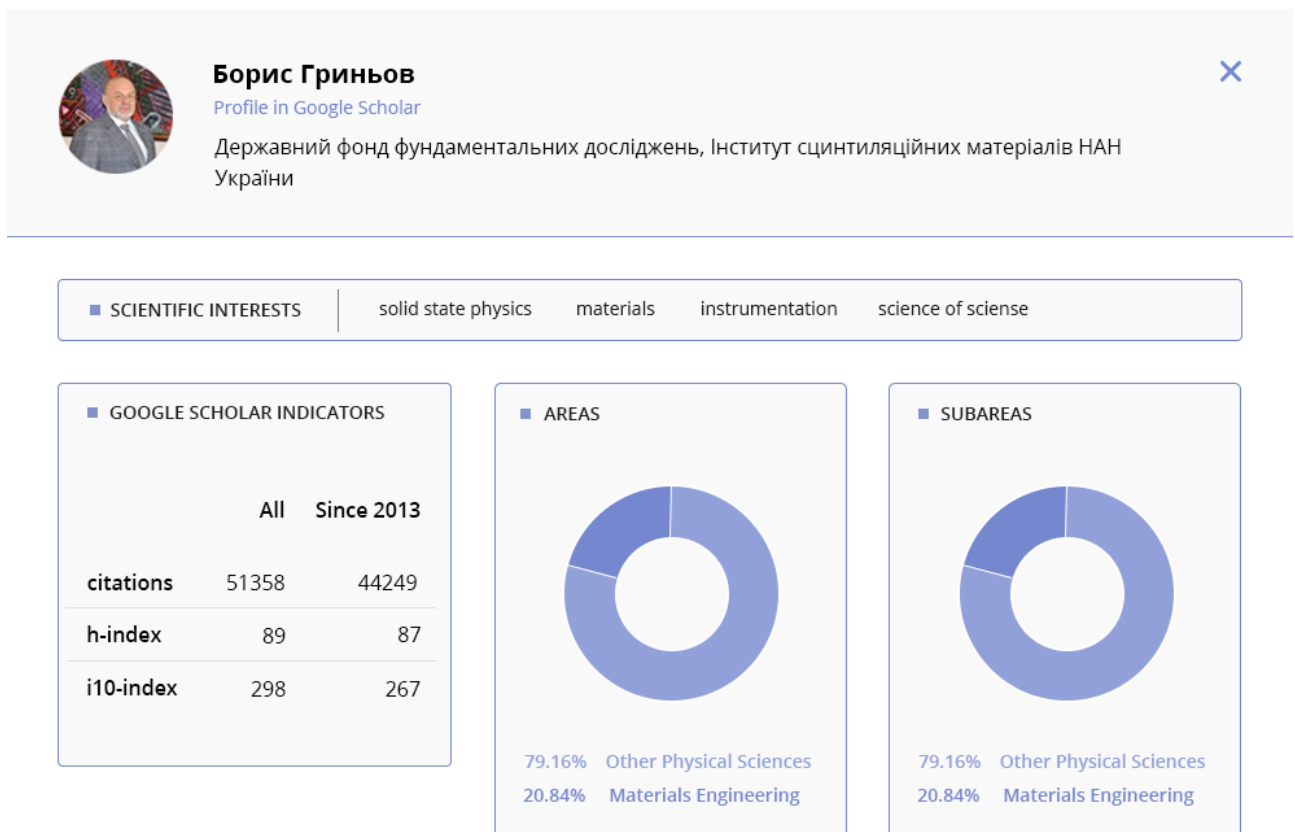 Борис Гриньов
Profile in Google Scholar
Державний фонд фундаментальних досліджень, Інститут сцинтиляційних матеріалів НАН
України
SCIENTIFIC INTERESTS solid state physics materials instrumentation science of sciense
GOOGLE SCHOLAR INDICATORS
All Since 2013
citations 51358 44249
h-index 89 87
i10-index 298 267
AREAS
79.16% Other Physical Sciences
20.84% Materials Engineering
SUBAREAS
79.16% Other Physical Sciences
20.84% Materials Engineering